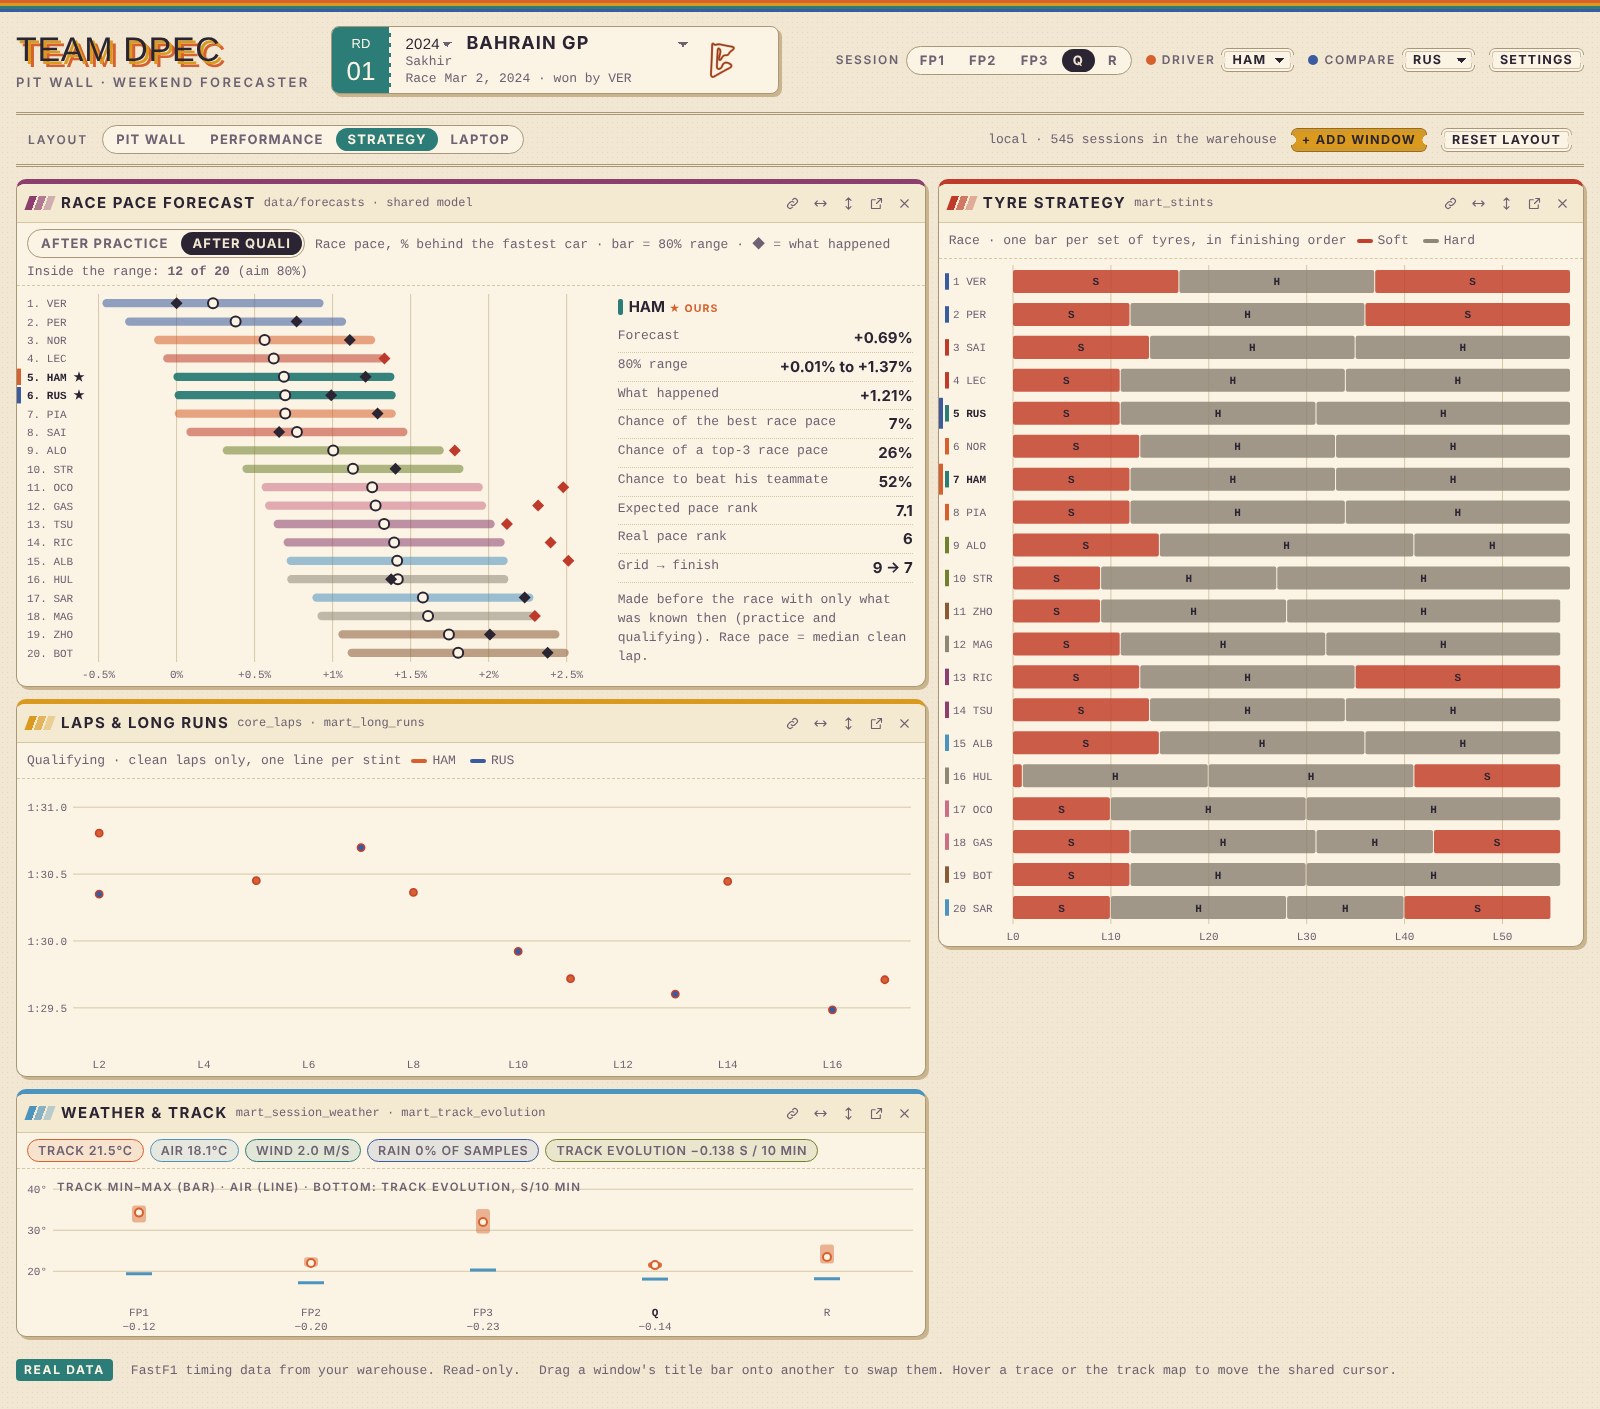 TEAM DPEC
PIT WALL · WEEKEND FORECASTER
RD
01
2024 BAHRAIN GP
Sakhir
Race Mar 2, 2024 · won by VER
SESSION FP1 FP2 FP3 Q R DRIVER HAM COMPARE RUS SETTINGS
LAYOUT PIT WALL PERFORMANCE STRATEGY LAPTOP
local · 545 sessions in the warehouse + ADD WINDOW RESET LAYOUT
RACE PACE FORECAST data/forecasts · shared model
AFTER PRACTICE AFTER QUALI Race pace, % behind the fastest car · bar = 80% range · ◆ = what happened
Inside the range: 12 of 20 (aim 80%)
1. VER
2. PER
3. NOR
4. LEC
5. HAM ★
6. RUS ★
7. PIA
8. SAI
9. ALO
10. STR
11. OCO
12. GAS
13. TSU
14. RIC
15. ALB
16. HUL
17. SAR
18. MAG
19. ZHO
20. BOT
-0.5% 0% +0.5% +1% +1.5% +2% +2.5%
HAM ★ OURS
Forecast +0.69%
80% range +0.01% to +1.37%
What happened +1.21%
Chance of the best race pace 7%
Chance of a top-3 race pace 26%
Chance to beat his teammate 52%
Expected pace rank 7.1
Real pace rank 6
Grid → finish 9 → 7
Made before the race with only what
was known then (practice and
qualifying). Race pace = median clean
lap.
LAPS & LONG RUNS core_laps · mart_long_runs
Qualifying · clean laps only, one line per stint HAM RUS
1:31.0
1:30.5
1:30.0
1:29.5
L2 L4 L6 L8 L10 L12 L14 L16
WEATHER & TRACK mart_session_weather · mart_track_evolution
TRACK 21.5°C AIR 18.1°C WIND 2.0 M/S RAIN 0% OF SAMPLES TRACK EVOLUTION −0.138 S / 10 MIN
40° TRACK MIN–MAX (BAR) · AIR (LINE) · BOTTOM: TRACK EVOLUTION, S/10 MIN
30°
20°
FP1 FP2 FP3 Q R
−0.12 −0.20 −0.23 −0.14
TYRE STRATEGY mart_stints
Race · one bar per set of tyres, in finishing order Soft Hard
1 VER S H S
2 PER S H S
3 SAI S H H
4 LEC S H H
5 RUS S H H
6 NOR S H H
7 HAM S H H
8 PIA S H H
9 ALO S H H
10 STR S H H
11 ZHO S H H
12 MAG S H H
13 RIC S H S
14 TSU S H H
15 ALB S H H
16 HUL H H S
17 OCO S H H
18 GAS S H H S
19 BOT S H H
20 SAR S H H S
L0 L10 L20 L30 L40 L50
REAL DATA FastF1 timing data from your warehouse. Read-only. Drag a window's title bar onto another to swap them. Hover a trace or the track map to move the shared cursor.